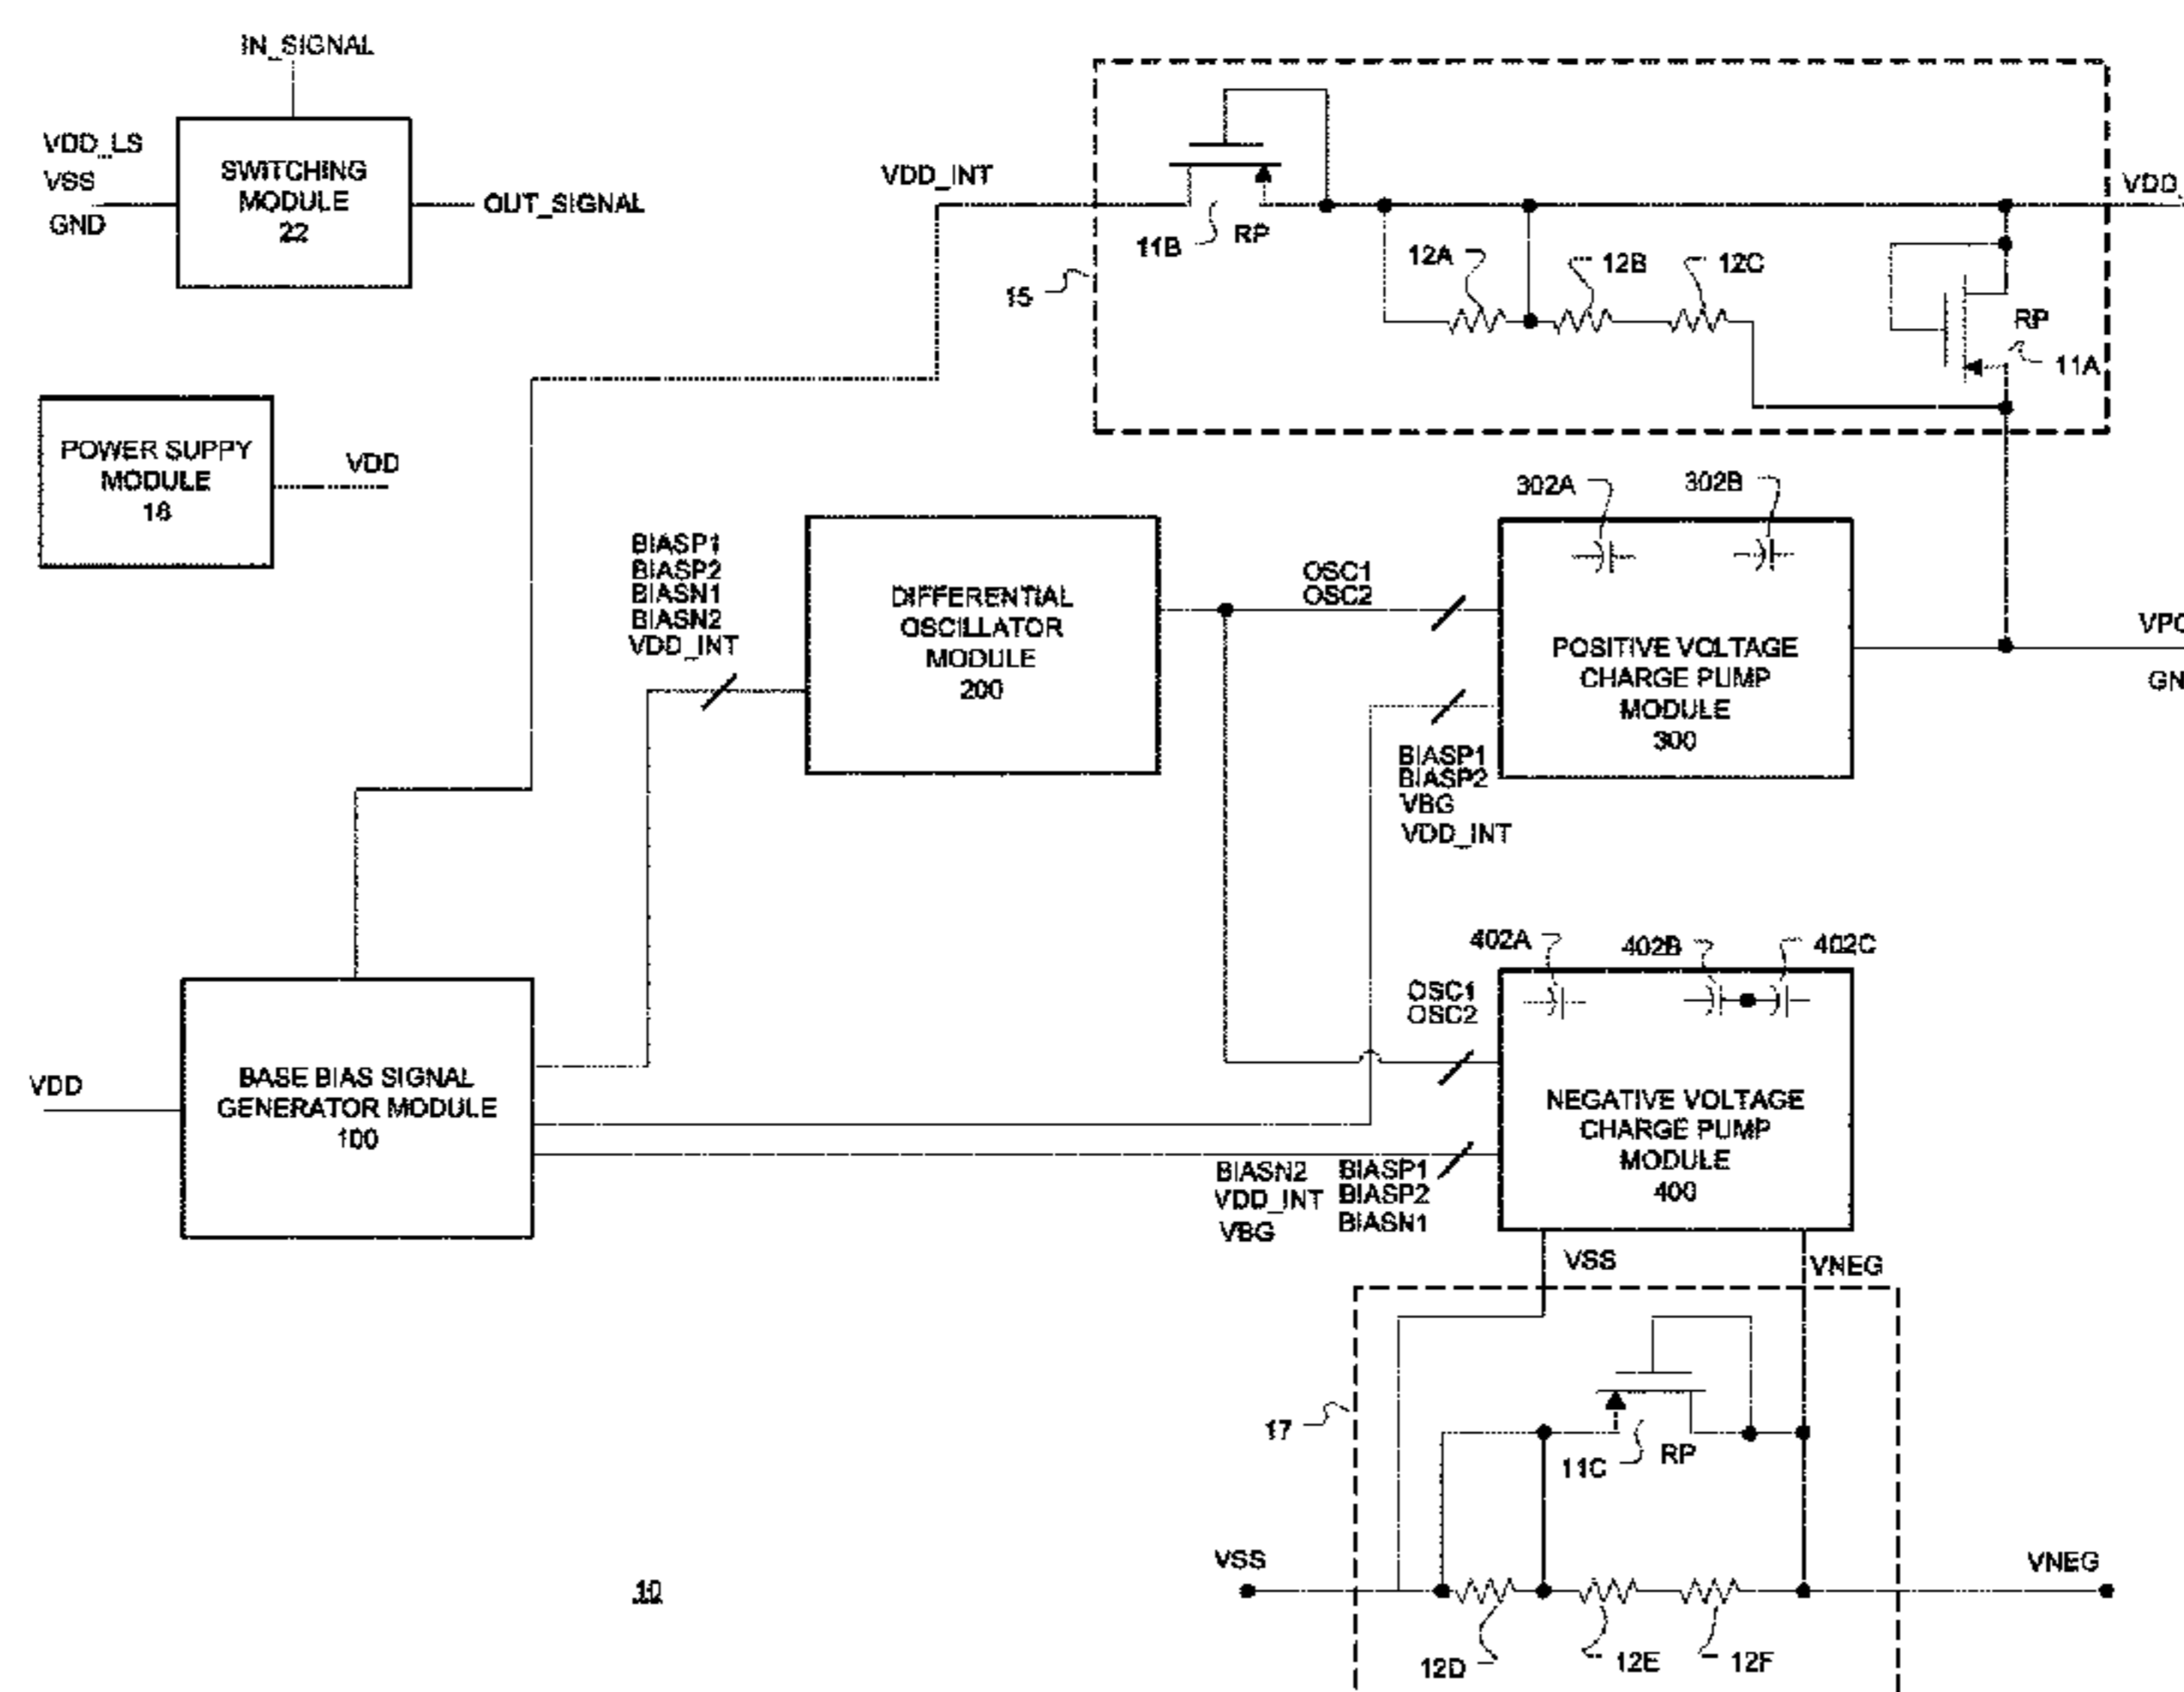 IN_SIGNAL
VDD_LS
VSS
GND
SWITCHING
MODULE
22
OUT_SIGNAL
VDD_INT
11B
RP
VDD_
12A
12B
12C
15
RP
11A
POWER SUPPY
MODULE
18
VDD
BIASP1
BIASP2
BIASN1
BIASN2
VDD_INT
DIFFERENTIAL
OSCILLATOR
MODULE
200
OSC1
OSC2
302A
302B
POSITIVE VOLTAGE
CHARGE PUMP
MODULE
300
GN
BIASP1
BIASP2
VBG
VDD_INT
402A
402B
402C
OSC1
OSC2
VDD
BASE BIAS SIGNAL
GENERATOR MODULE
100
NEGATIVE VOLTAGE
CHARGE PUMP
MODULE
400
BIASN2
VDD_INT
VBG
BIASP1
BIASP2
BIASN1
VSS
VNEG
17
11C
RP
VSS
VNEG
10
12D
12E
12F